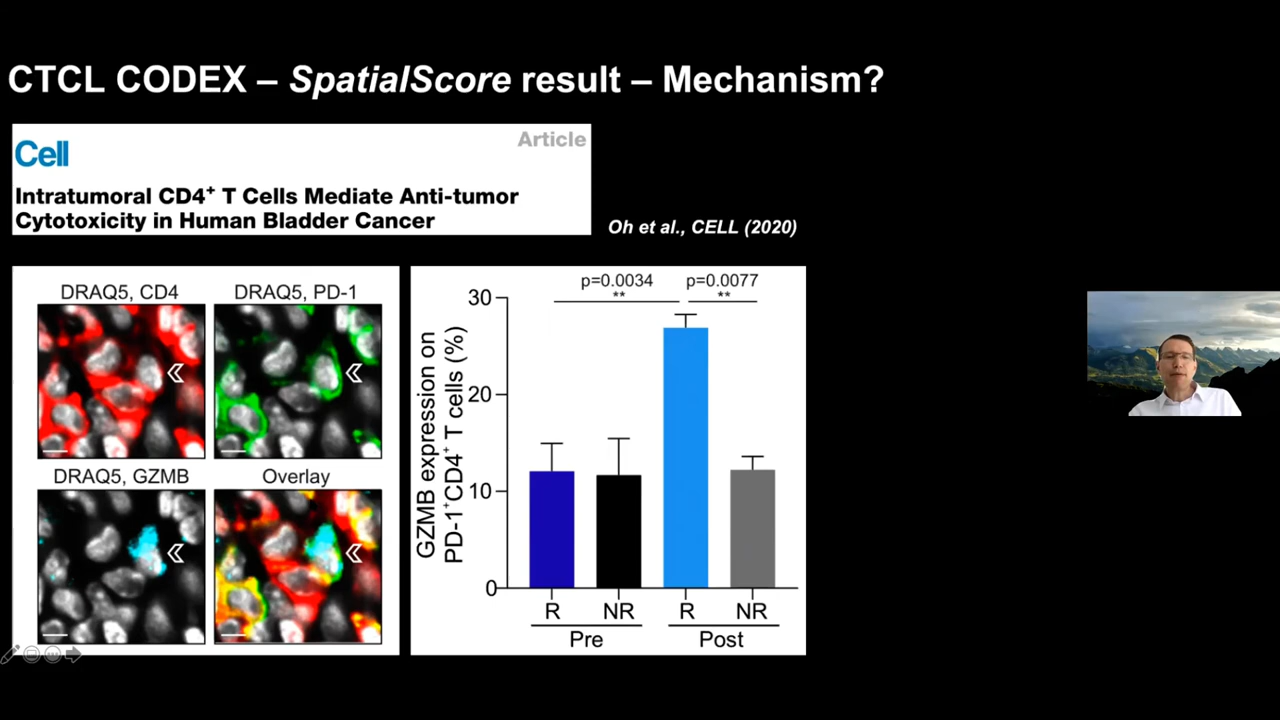 CTCL CODEX – SpatialScore result – Mechanism?
Article
Cell
Intratumoral CD4⁺ T Cells Mediate Anti-tumor
Cytotoxicity in Human Bladder Cancer
Oh et al., CELL (2020)
DRAQ5, CD4
DRAQ5, PD-1
DRAQ5, GZMB
Overlay
p=0.0034
p=0.0077
**
**
GZMB expression on
PD-1⁺CD4⁺ T cells (%)
30
20
10
0
R
NR
R
NR
Pre
Post